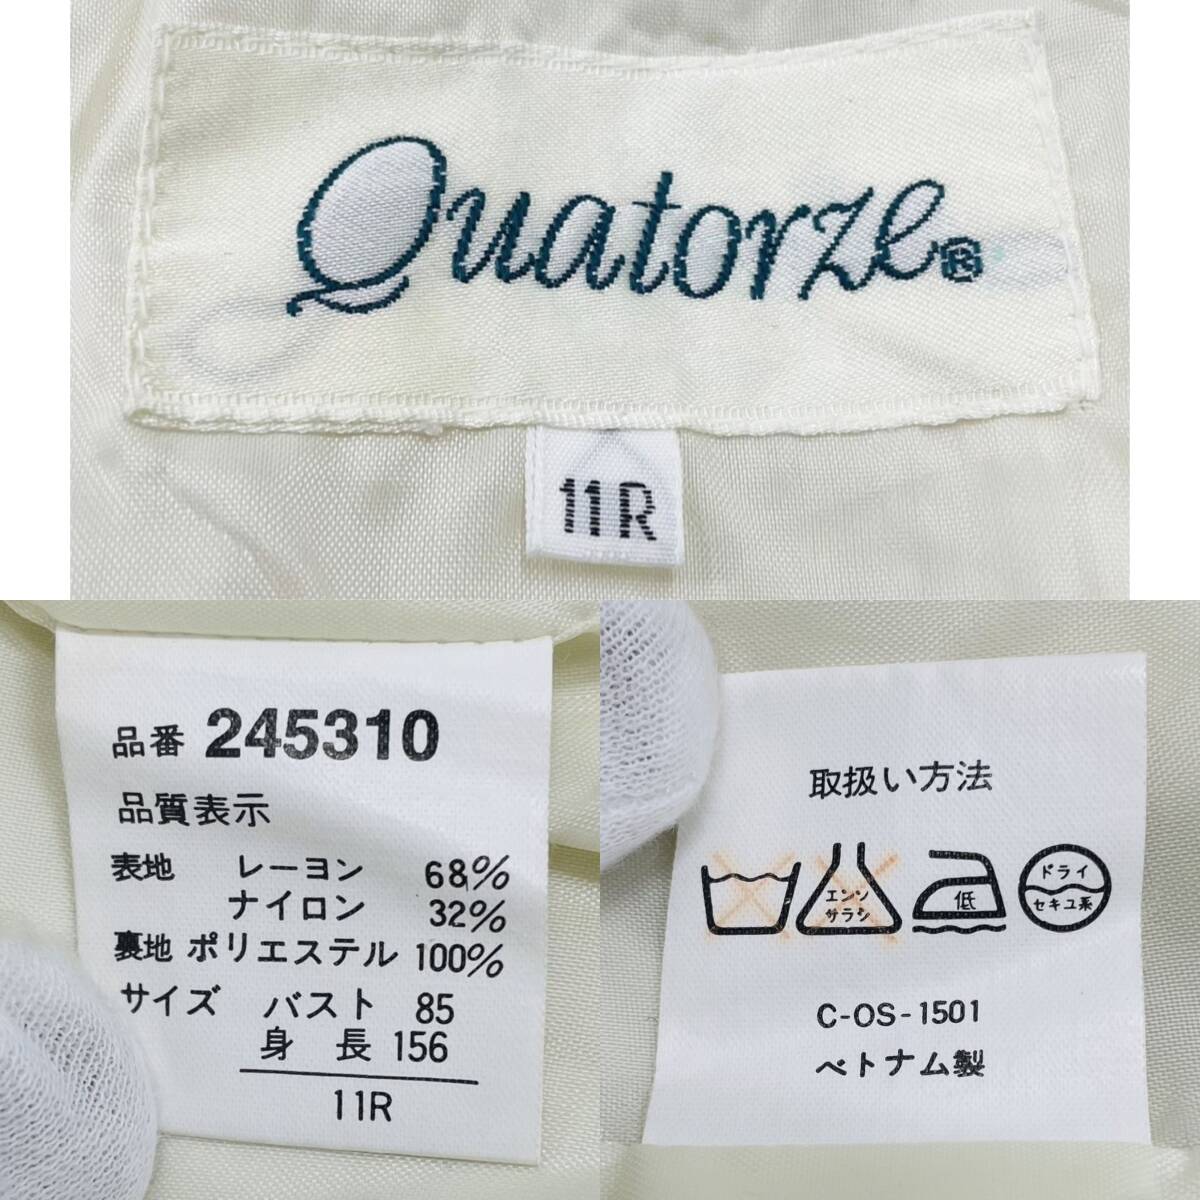 Quatorze®
11R
品番 245310
品質表示
表地 レーヨン 68%
ナイロン 32%
裏地 ポリエステル 100%
サイズ バスト 85
身長 156
11R
取扱い方法
エンソ
サラシ
低
ドライ
セキユ系
C-OS-1501
ベトナム製